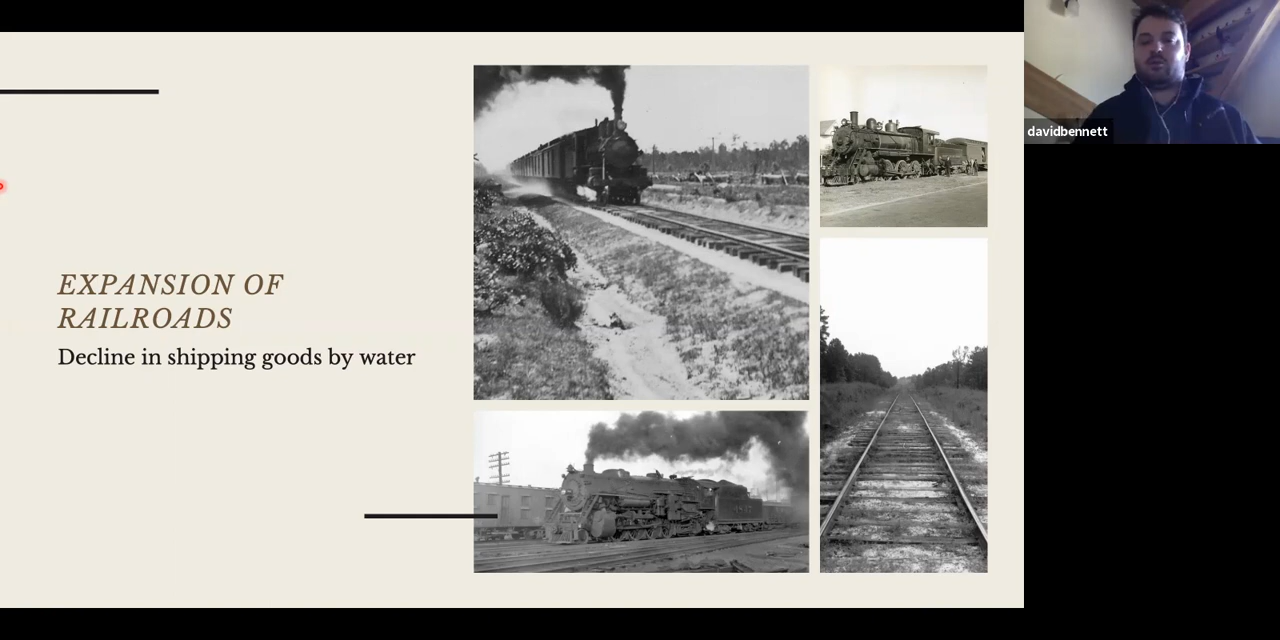 EXPANSION OF
RAILROADS
Decline in shipping goods by water
davidbennett